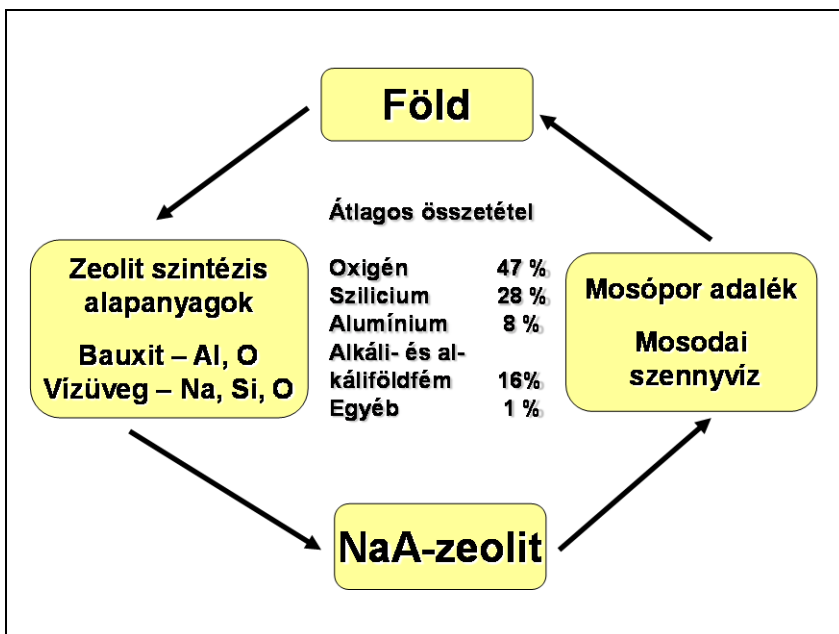 Föld
Átlagos összetétel
Oxigén 47 %
Szilicium 28 %
Alumínium 8 %
Alkáli- és al-
káliföldfém 16%
Egyéb 1 %
Zeolit szintézis
alapanyagok
Bauxit – Al, O
Vízüveg – Na, Si, O
Mosópor adalék
Mosodai
szennyvíz
NaA-zeolit